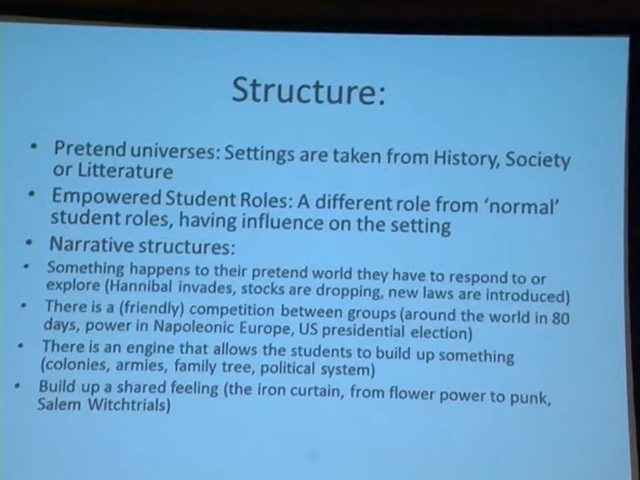 Structure:
• Pretend universes: Settings are taken from History, Society
or Litterature
• Empowered Student Roles: A different role from 'normal'
student roles, having influence on the setting
• Narrative structures:
• Something happens to their pretend world they have to respond to or
explore (Hannibal invades, stocks are dropping, new laws are introduced)
• There is a (friendly) competition between groups (around the world in 80
days, power in Napoleonic Europe, US presidential election)
• There is an engine that allows the students to build up something
(colonies, armies, family tree, political system)
• Build up a shared feeling (the iron curtain, from flower power to punk,
Salem Witchtrials)